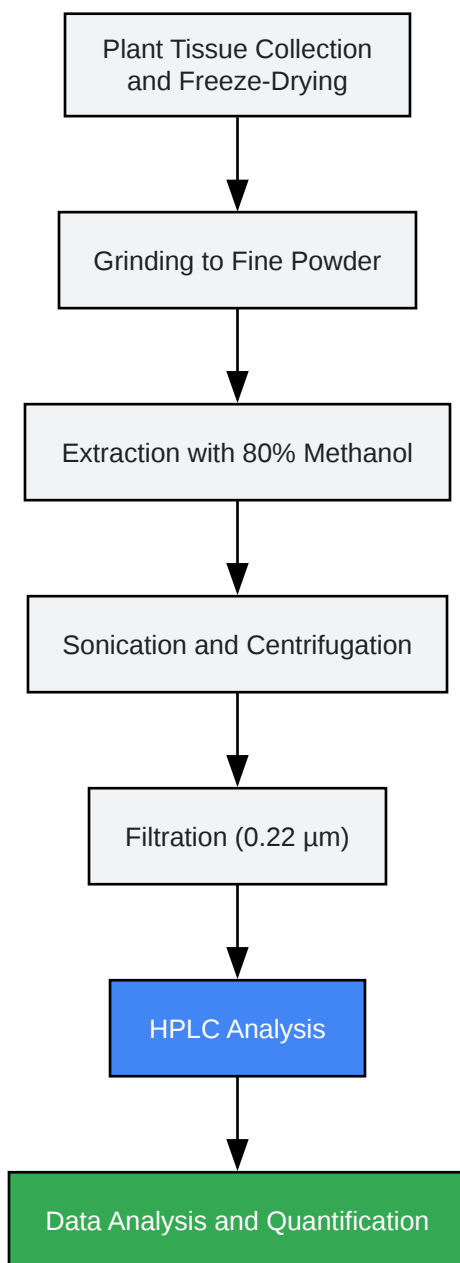 Plant Tissue Collection
and Freeze-Drying
Grinding to Fine Powder
Extraction with 80% Methanol
Sonication and Centrifugation
Filtration (0.22 µm)
HPLC Analysis
Data Analysis and Quantification